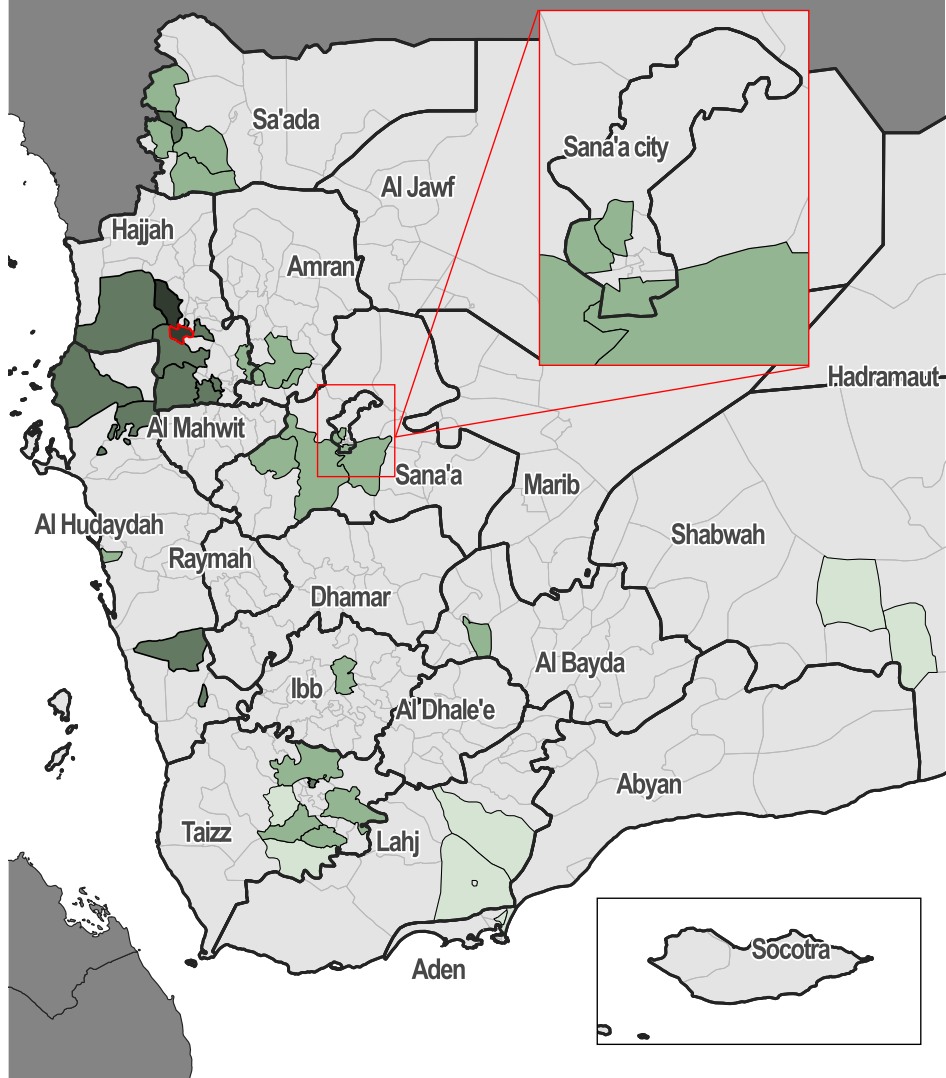 Sa'ada
Sana'a city
Al Jawf
Hajjah
Amran
Hadramaut
Al Mahwit
Sana'a
Marib
Al Hudaydah
Shabwah
Raymah
Dhamar
Al Bayda
Ibb
Al Dhale'e
Abyan
Taizz
Lahj
Socotra
Aden